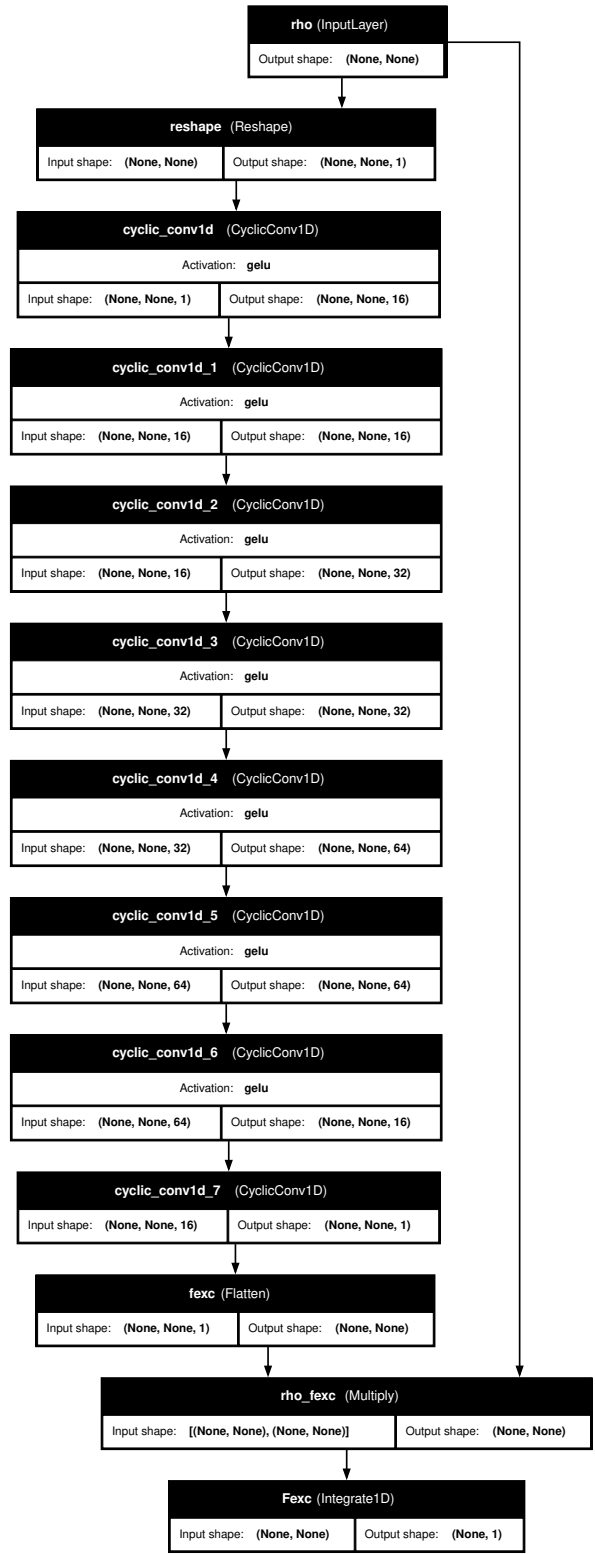 rho (InputLayer)
Output shape: (None, None)
reshape (Reshape)
Input shape: (None, None) Output shape: (None, None, 1)
cyclic_conv1d (CyclicConv1D)
Activation: gelu
Input shape: (None, None, 1) Output shape: (None, None, 16)
cyclic_conv1d_1 (CyclicConv1D)
Activation: gelu
Input shape: (None, None, 16) Output shape: (None, None, 16)
cyclic_conv1d_2 (CyclicConv1D)
Activation: gelu
Input shape: (None, None, 16) Output shape: (None, None, 32)
cyclic_conv1d_3 (CyclicConv1D)
Activation: gelu
Input shape: (None, None, 32) Output shape: (None, None, 32)
cyclic_conv1d_4 (CyclicConv1D)
Activation: gelu
Input shape: (None, None, 32) Output shape: (None, None, 64)
cyclic_conv1d_5 (CyclicConv1D)
Activation: gelu
Input shape: (None, None, 64) Output shape: (None, None, 64)
cyclic_conv1d_6 (CyclicConv1D)
Activation: gelu
Input shape: (None, None, 64) Output shape: (None, None, 16)
cyclic_conv1d_7 (CyclicConv1D)
Input shape: (None, None, 16) Output shape: (None, None, 1)
fexc (Flatten)
Input shape: (None, None, 1) Output shape: (None, None)
rho_fexc (Multiply)
Input shape: [(None, None), (None, None)] Output shape: (None, None)
Fexc (Integrate1D)
Input shape: (None, None) Output shape: (None, 1)